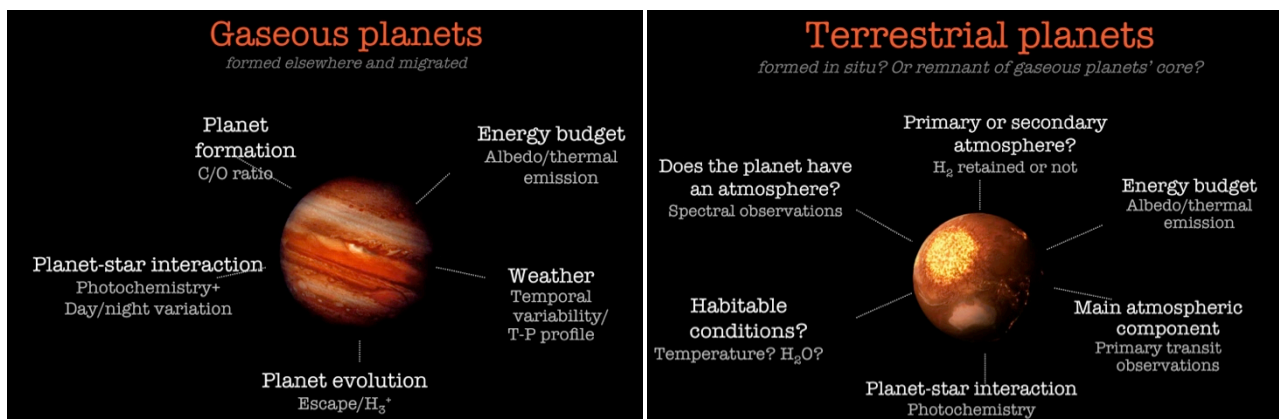 Gaseous planets
formed elsewhere and migrated
Planet
formation
C/O ratio
Energy budget
Albedo/thermal
emission
Planet-star interaction
Photochemistry+
Day/night variation
Weather
Temporal
variability/
T-P profile
Planet evolution
Escape/H₃⁺
Terrestrial planets
formed in situ? Or remnant of gaseous planets' core?
Primary or secondary
atmosphere?
H₂ retained or not
Does the planet have
an atmosphere?
Spectral observations
Energy budget
Albedo/thermal
emission
Habitable
conditions?
Temperature? H₂O?
Main atmospheric
component
Primary transit
observations
Planet-star interaction
Photochemistry